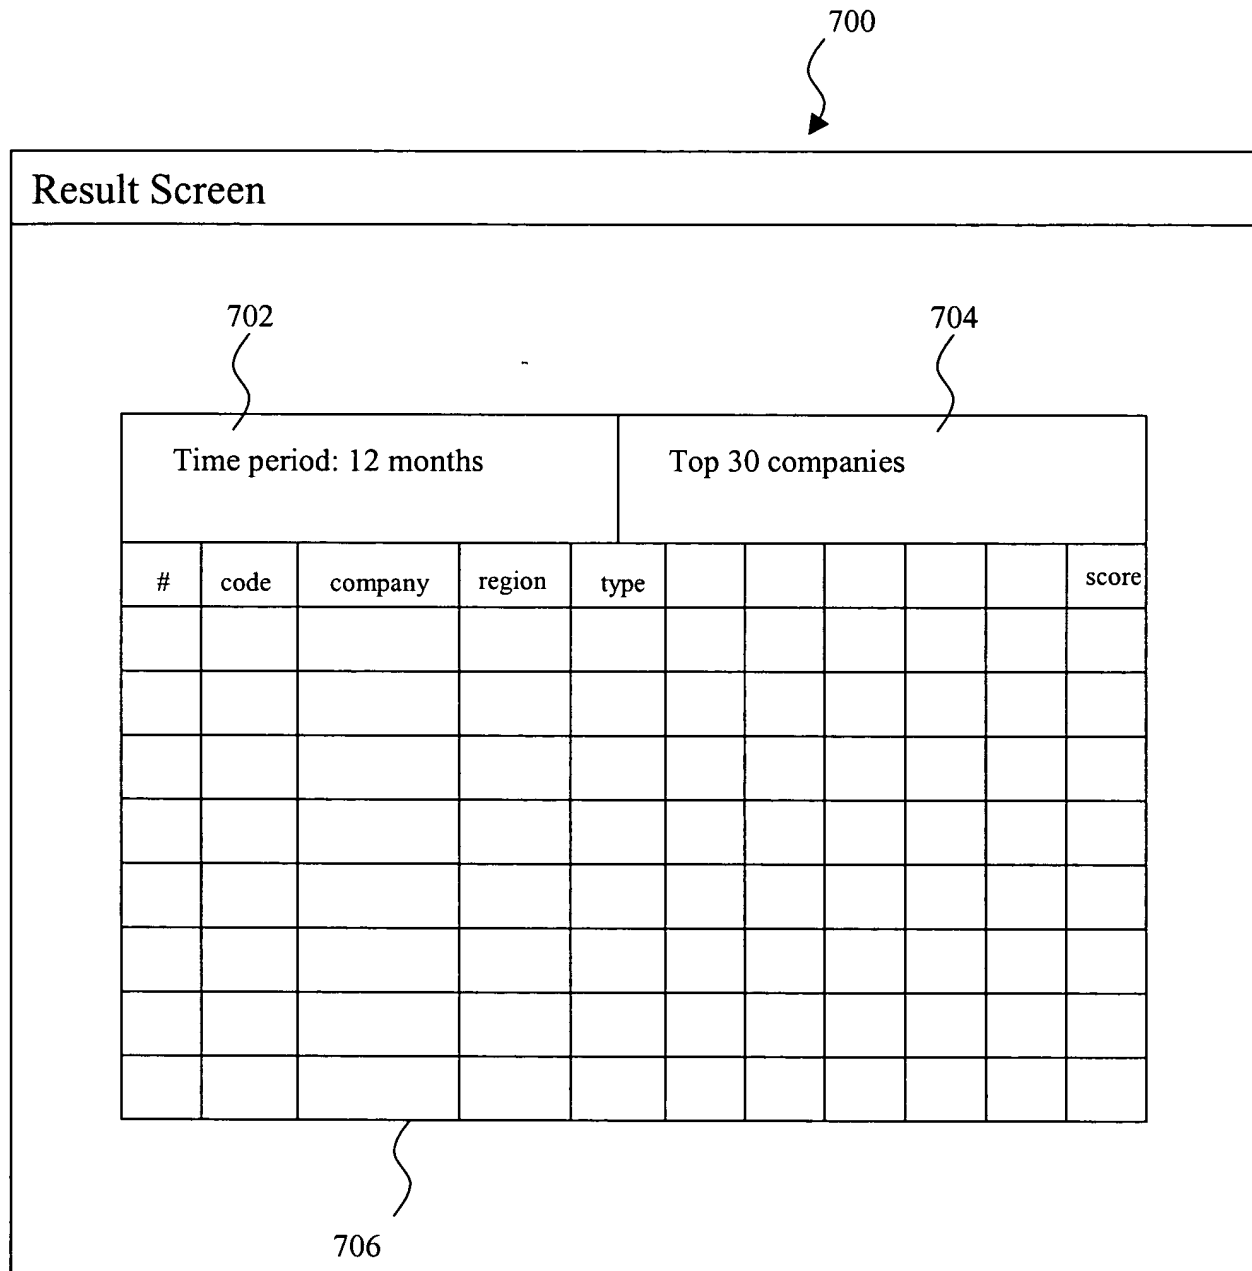 700
Result Screen
702
704
Time period: 12 months
Top 30 companies
# code company region type score
706